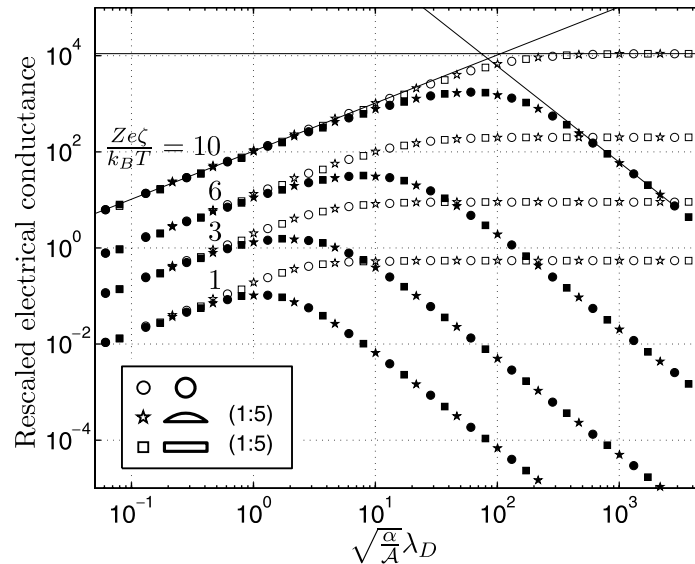 Rescaled electrical conductance
10^4
10^2
10^0
10^−2
10^−4
Zeζ/k_BT = 10
6
3
1
(1:5)
(1:5)
10^−1 10^0 10^1 10^2 10^3
√(α/𝒜) λ_D